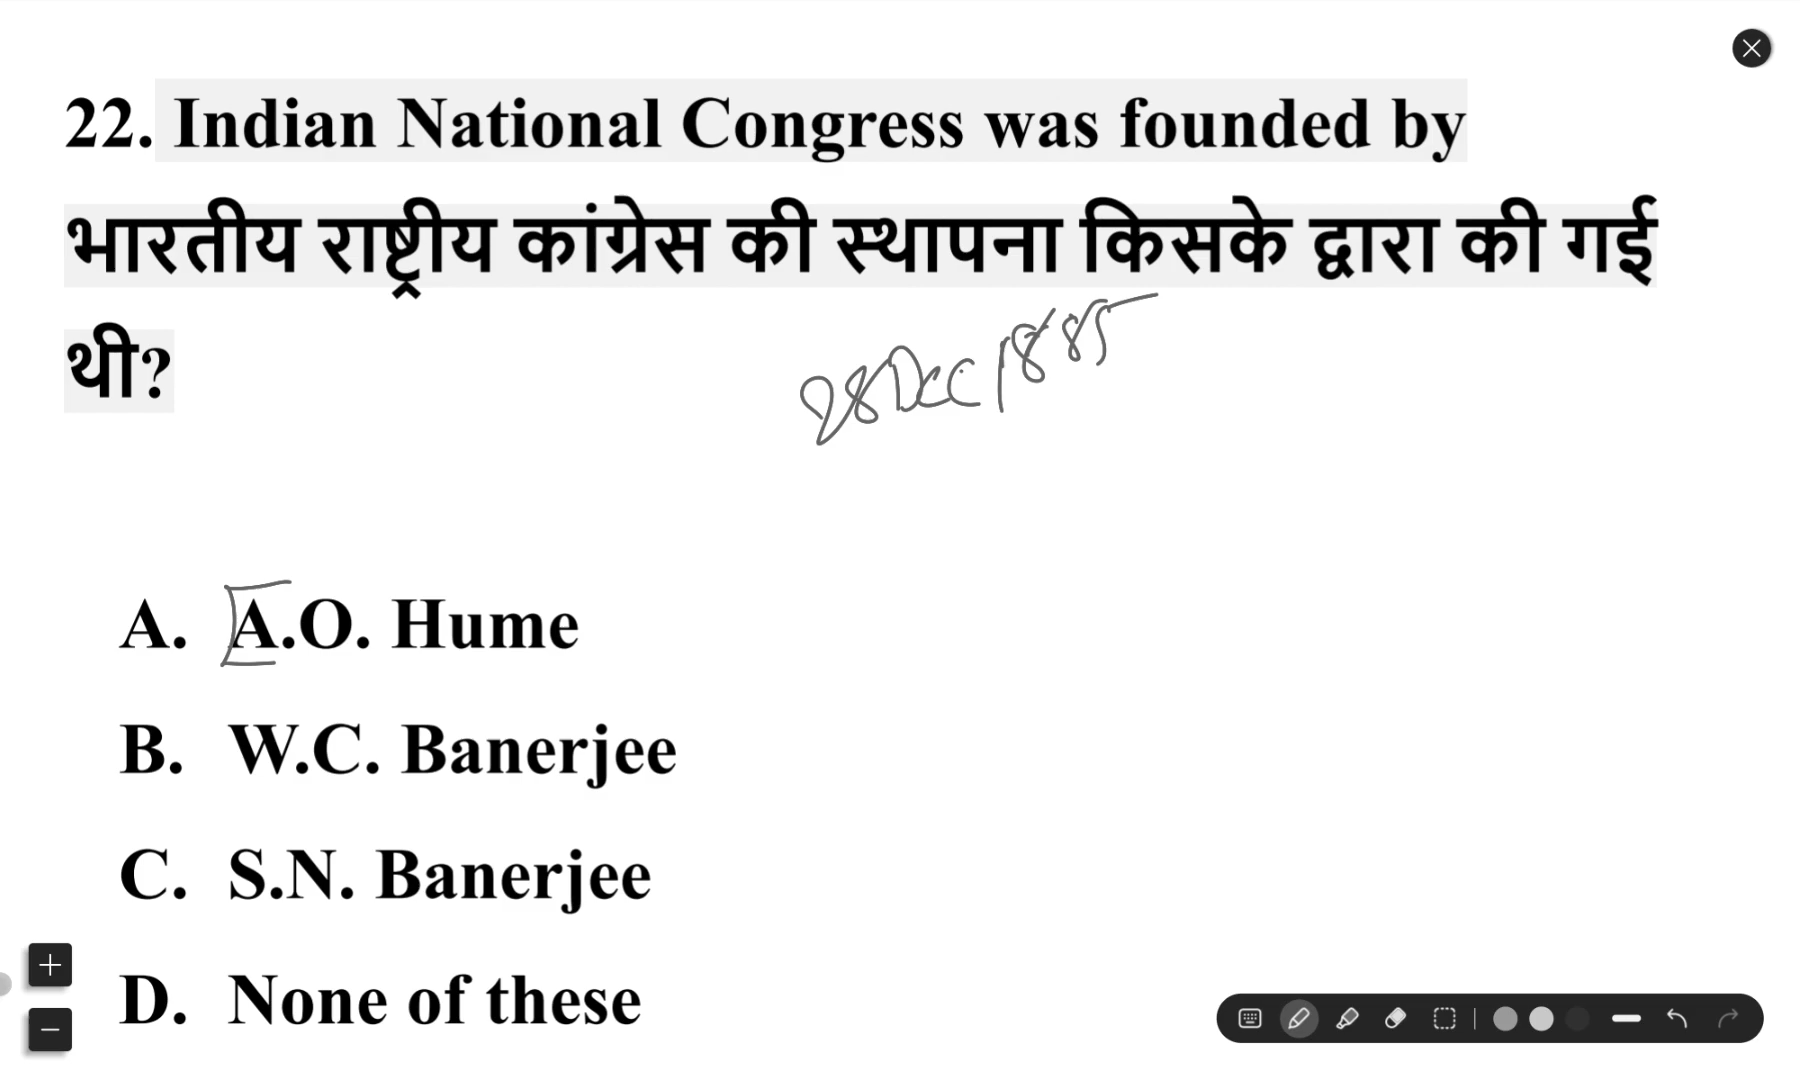 22. Indian National Congress was founded by
भारतीय राष्ट्रीय कांग्रेस की स्थापना किसके द्वारा की गई
थी?
28 Dec 1885
A. A.O. Hume
B. W.C. Banerjee
C. S.N. Banerjee
D. None of these